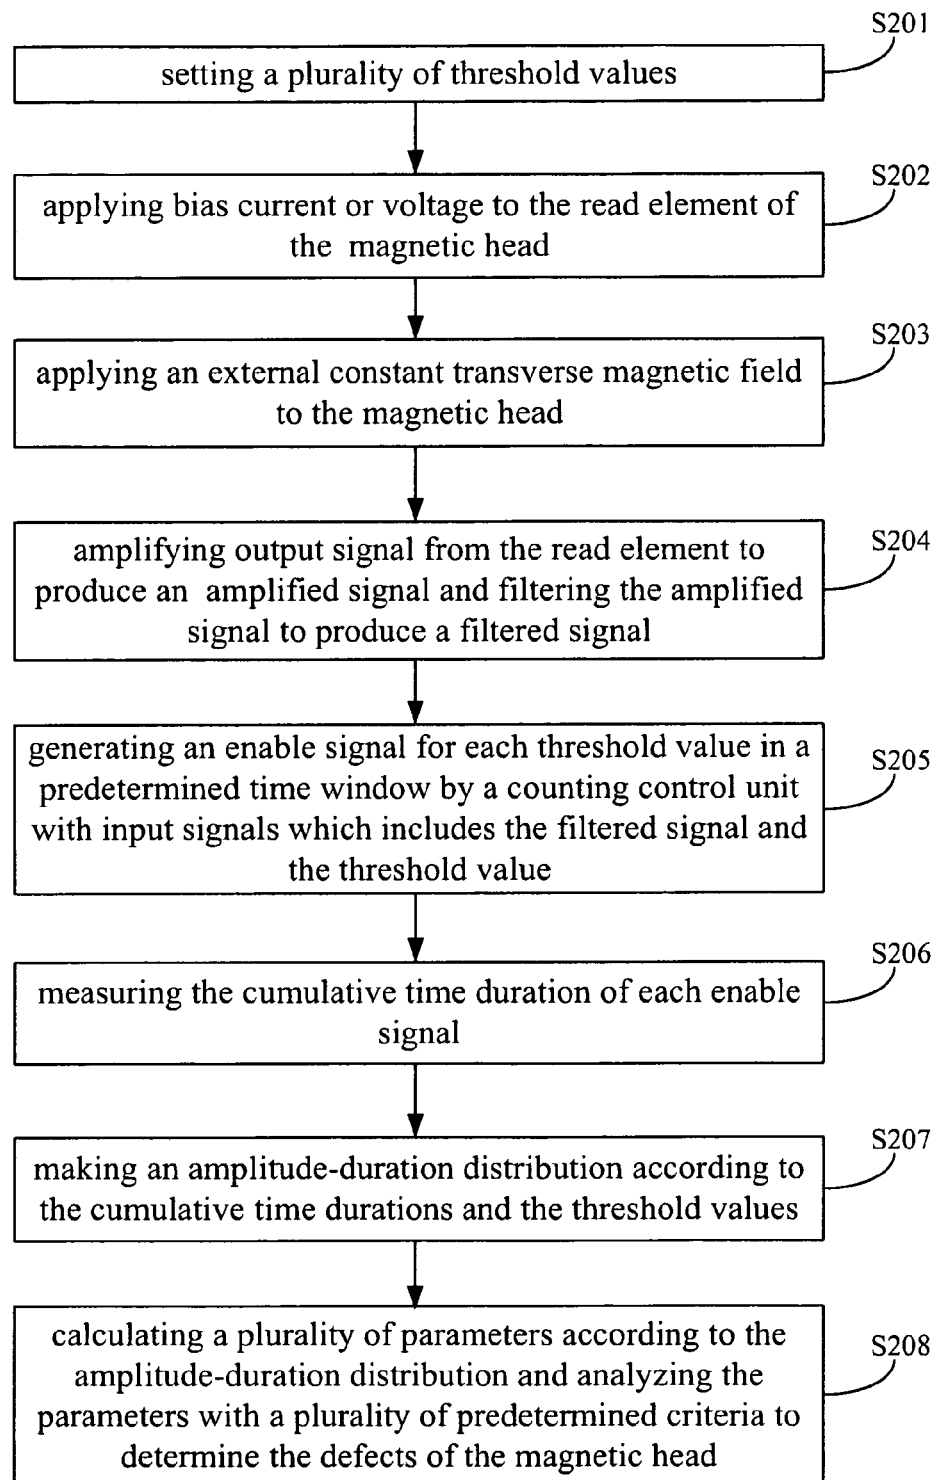 S201
setting a plurality of threshold values
S202
applying bias current or voltage to the read element of
the magnetic head
S203
applying an external constant transverse magnetic field
to the magnetic head
S204
amplifying output signal from the read element to
produce an amplified signal and filtering the amplified
signal to produce a filtered signal
S205
generating an enable signal for each threshold value in a
predetermined time window by a counting control unit
with input signals which includes the filtered signal and
the threshold value
S206
measuring the cumulative time duration of each enable
signal
S207
making an amplitude-duration distribution according to
the cumulative time durations and the threshold values
S208
calculating a plurality of parameters according to the
amplitude-duration distribution and analyzing the
parameters with a plurality of predetermined criteria to
determine the defects of the magnetic head